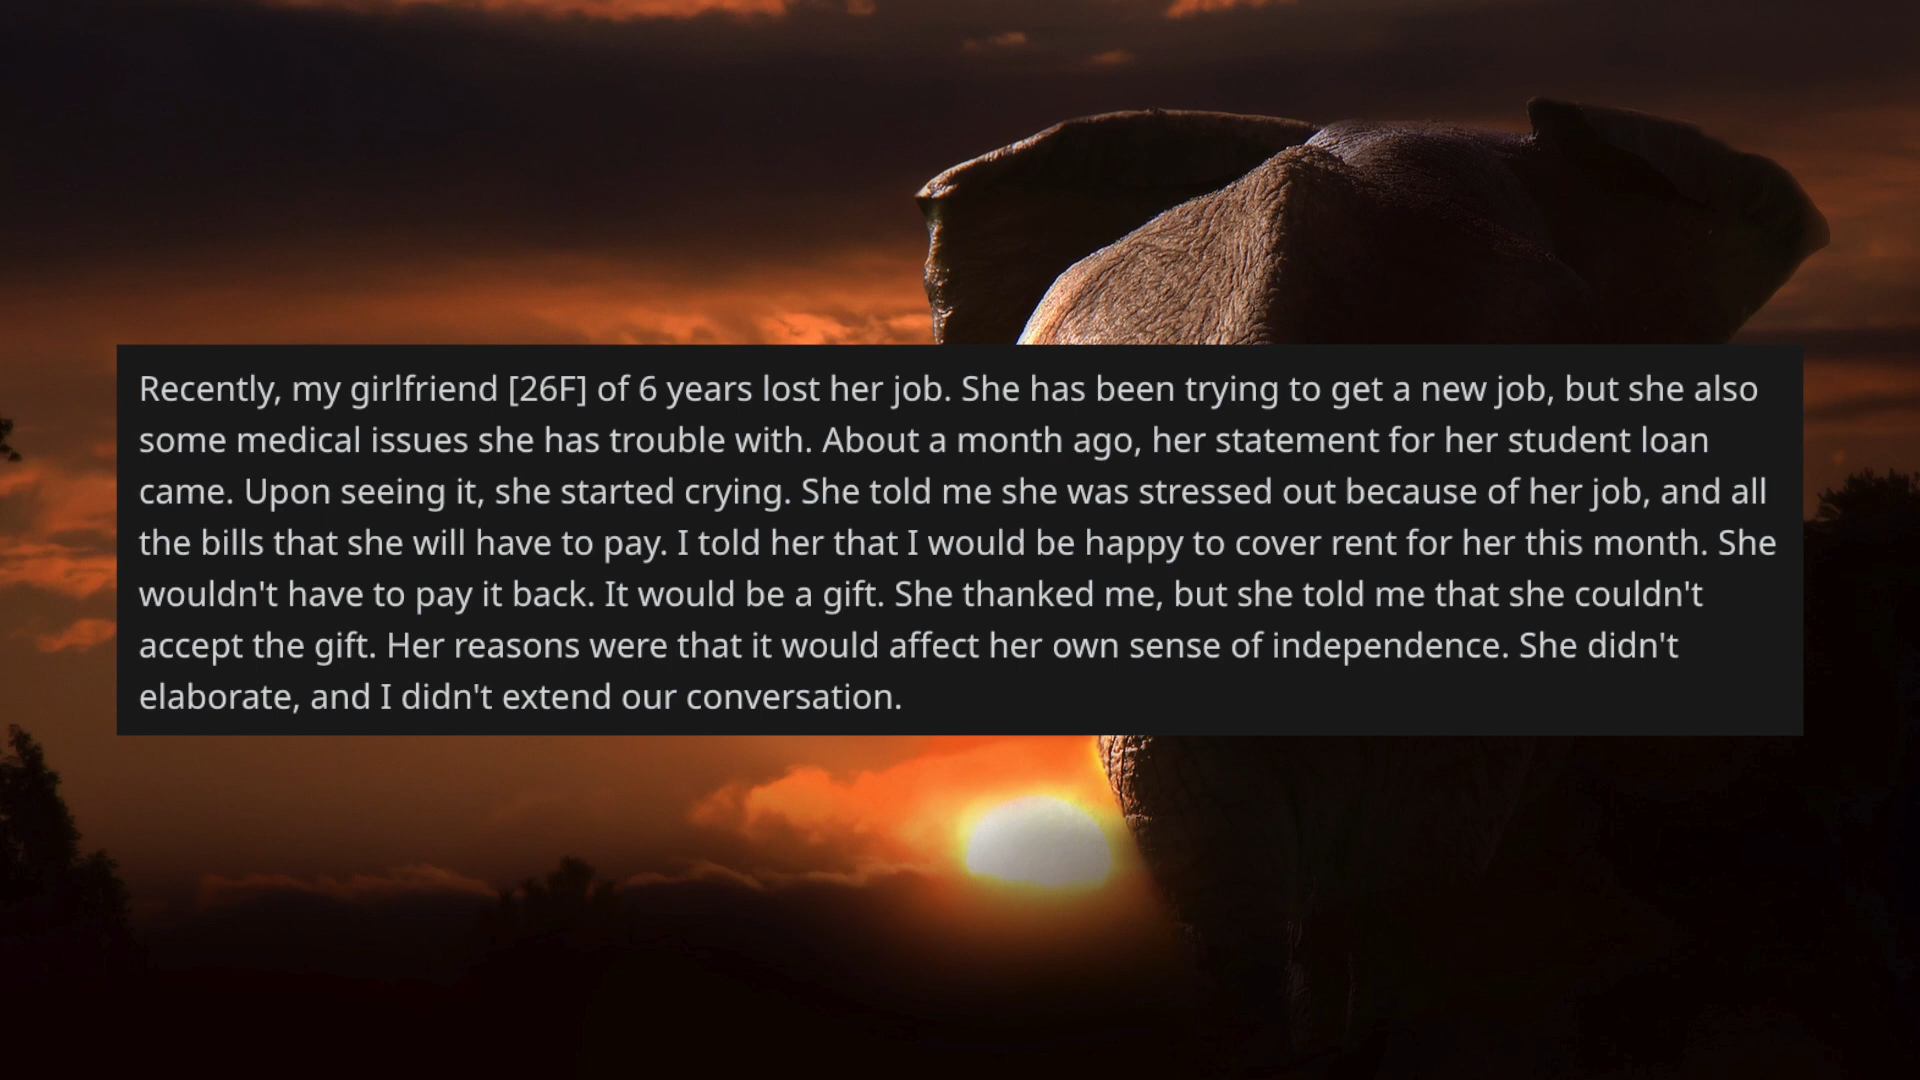 Recently, my girlfriend [26F] of 6 years lost her job. She has been trying to get a new job, but she also
some medical issues she has trouble with. About a month ago, her statement for her student loan
came. Upon seeing it, she started crying. She told me she was stressed out because of her job, and all
the bills that she will have to pay. I told her that I would be happy to cover rent for her this month. She
wouldn't have to pay it back. It would be a gift. She thanked me, but she told me that she couldn't
accept the gift. Her reasons were that it would affect her own sense of independence. She didn't
elaborate, and I didn't extend our conversation.